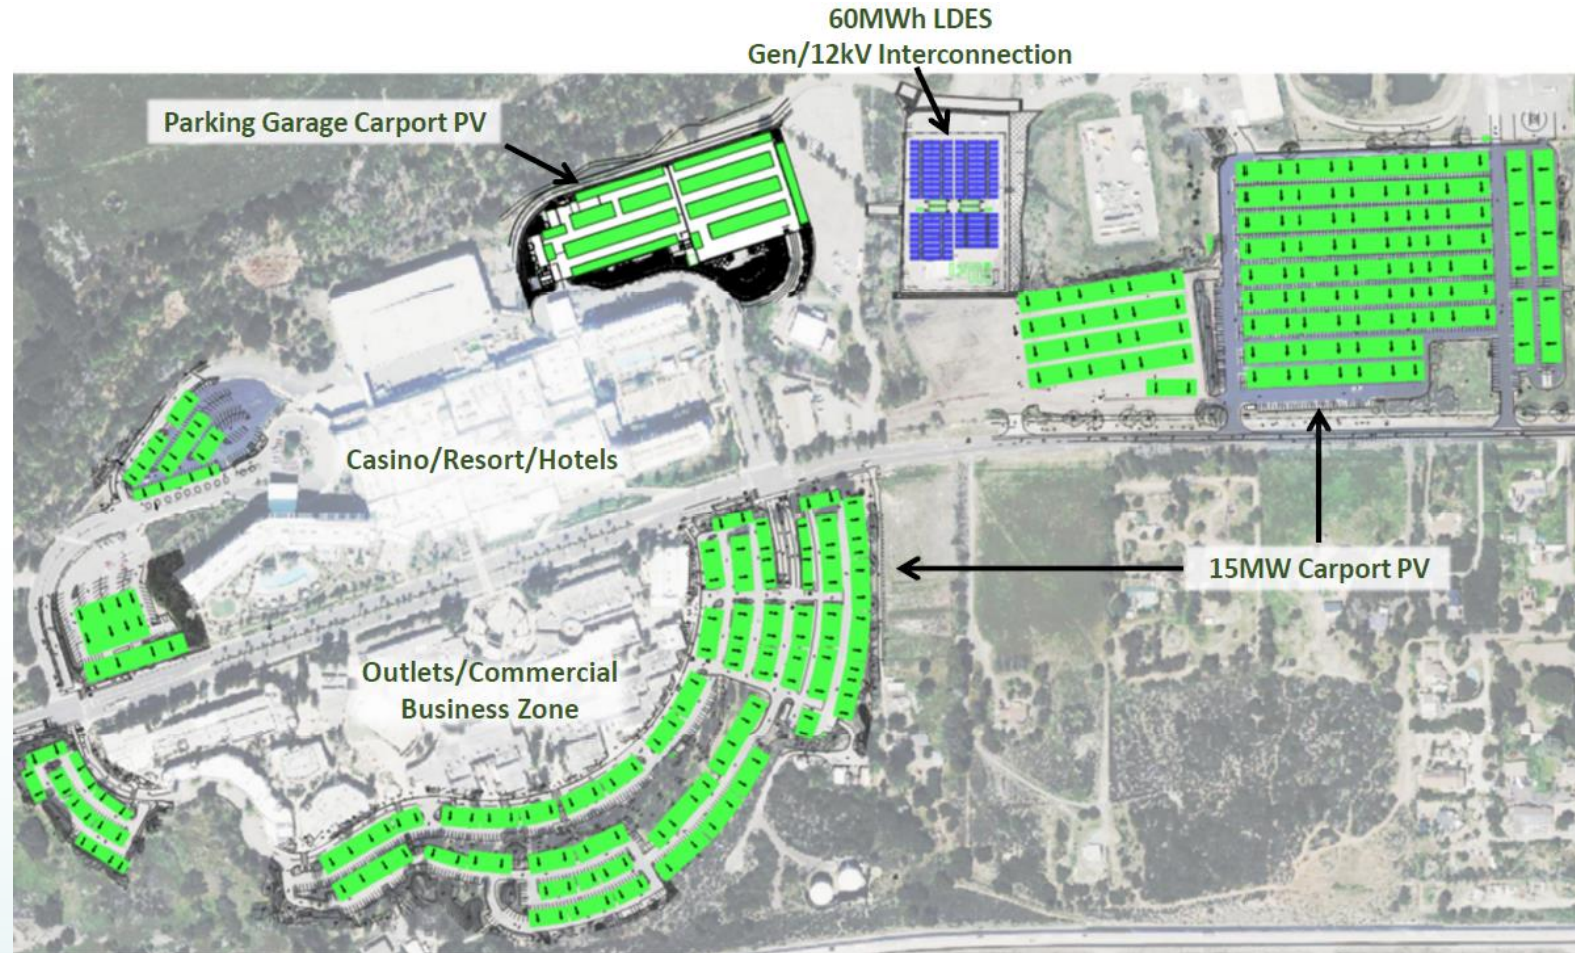 60MWh LDES
Gen/12kV Interconnection
Parking Garage Carport PV
Casino/Resort/Hotels
15MW Carport PV
Outlets/Commercial
Business Zone